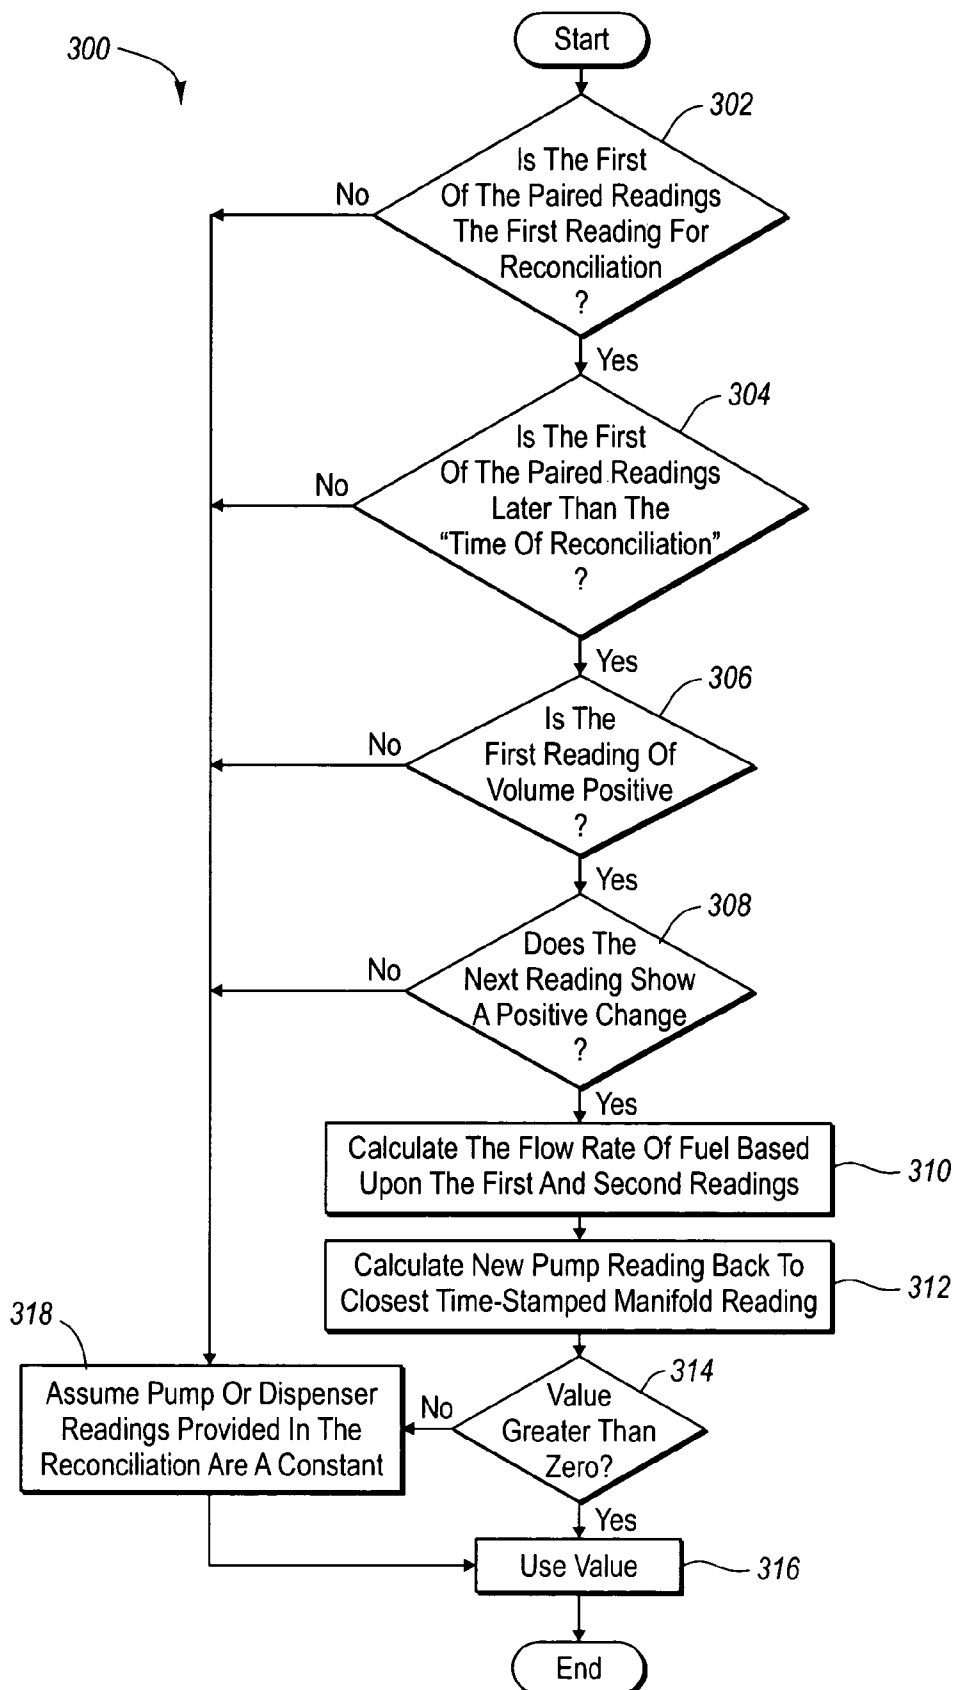 Start
300
302
Is The First
Of The Paired Readings
The First Reading For
Reconciliation
?
No
Yes
304
Is The First
Of The Paired Readings
Later Than The
“Time Of Reconciliation”
?
No
Yes
306
Is The
First Reading Of
Volume Positive
?
No
Yes
308
Does The
Next Reading Show
A Positive Change
?
No
Yes
Calculate The Flow Rate Of Fuel Based
Upon The First And Second Readings
310
Calculate New Pump Reading Back To
Closest Time-Stamped Manifold Reading
312
314
Value
Greater Than
Zero?
No
Yes
318
Assume Pump Or Dispenser
Readings Provided In The
Reconciliation Are A Constant
Use Value
316
End